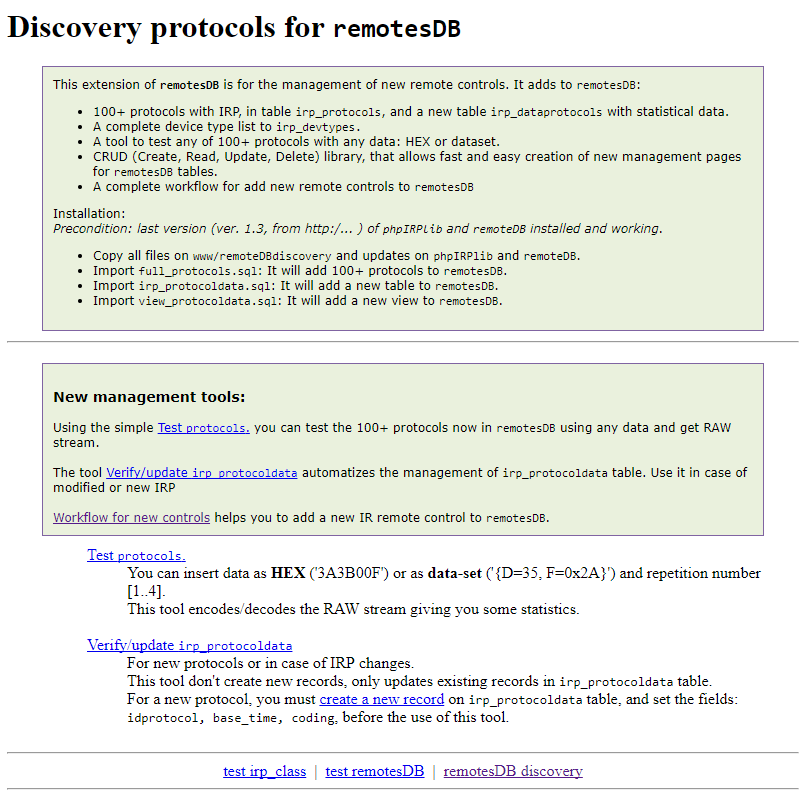 Discovery protocols for remotesDB
This extension of remotesDB is for the management of new remote controls. It adds to remotesDB:
• 100+ protocols with IRP, in table irp_protocols, and a new table irp_dataprotocols with statistical data.
• A complete device type list to irp_devtypes.
• A tool to test any of 100+ protocols with any data: HEX or dataset.
• CRUD (Create, Read, Update, Delete) library, that allows fast and easy creation of new management pages
for remotesDB tables.
• A complete workflow for add new remote controls to remotesDB
Installation:
Precondition: last version (ver. 1.3, from http:/... ) of phpIRPLib and remoteDB installed and working.
• Copy all files on www/remoteDBdiscovery and updates on phpIRPlib and remoteDB.
• Import full_protocols.sql: It will add 100+ protocols to remotesDB.
• Import irp_protocoldata.sql: It will add a new table to remotesDB.
• Import view_protocoldata.sql: It will add a new view to remotesDB.
New management tools:
Using the simple Test protocols. you can test the 100+ protocols now in remotesDB using any data and get RAW
stream.
The tool Verify/update irp_protocoldata automatizes the management of irp_protocoldata table. Use it in case of
modified or new IRP
Workflow for new controls helps you to add a new IR remote control to remotesDB.
Test protocols.
You can insert data as HEX ('3A3B00F') or as data-set ('{D=35, F=0x2A}') and repetition number
[1..4].
This tool encodes/decodes the RAW stream giving you some statistics.
Verify/update irp_protocoldata
For new protocols or in case of IRP changes.
This tool don't create new records, only updates existing records in irp_protocoldata table.
For a new protocol, you must create a new record on irp_protocoldata table, and set the fields:
idprotocol, base_time, coding, before the use of this tool.
test irp_class | test remotesDB | remotesDB discovery